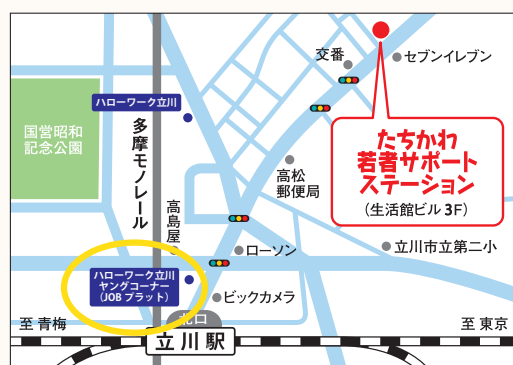 交番
セブンイレブン
ハローワーク立川
国営昭和
記念公園
多摩モノレール
たちかわ
若者サポート
ステーション
(生活館ビル3F)
高松
郵便局
高島屋
ローソン
立川市立第二小
ハローワーク立川
ヤングコーナー
(JOBプラット)
ビックカメラ
北口
至 青梅
立川駅
至 東京